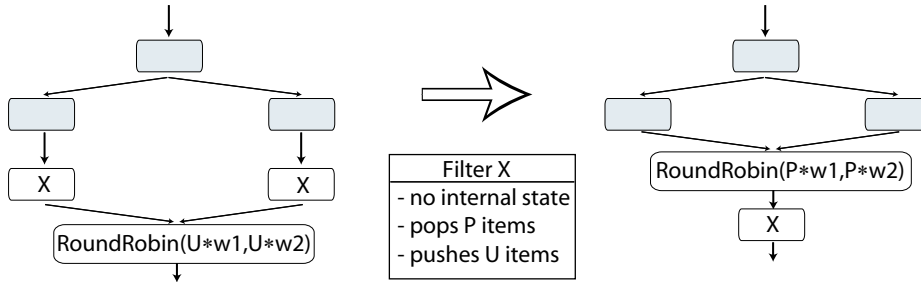 X
X
RoundRobin(U*w1,U*w2)
Filter X
- no internal state
- pops P items
- pushes U items
RoundRobin(P*w1,P*w2)
X